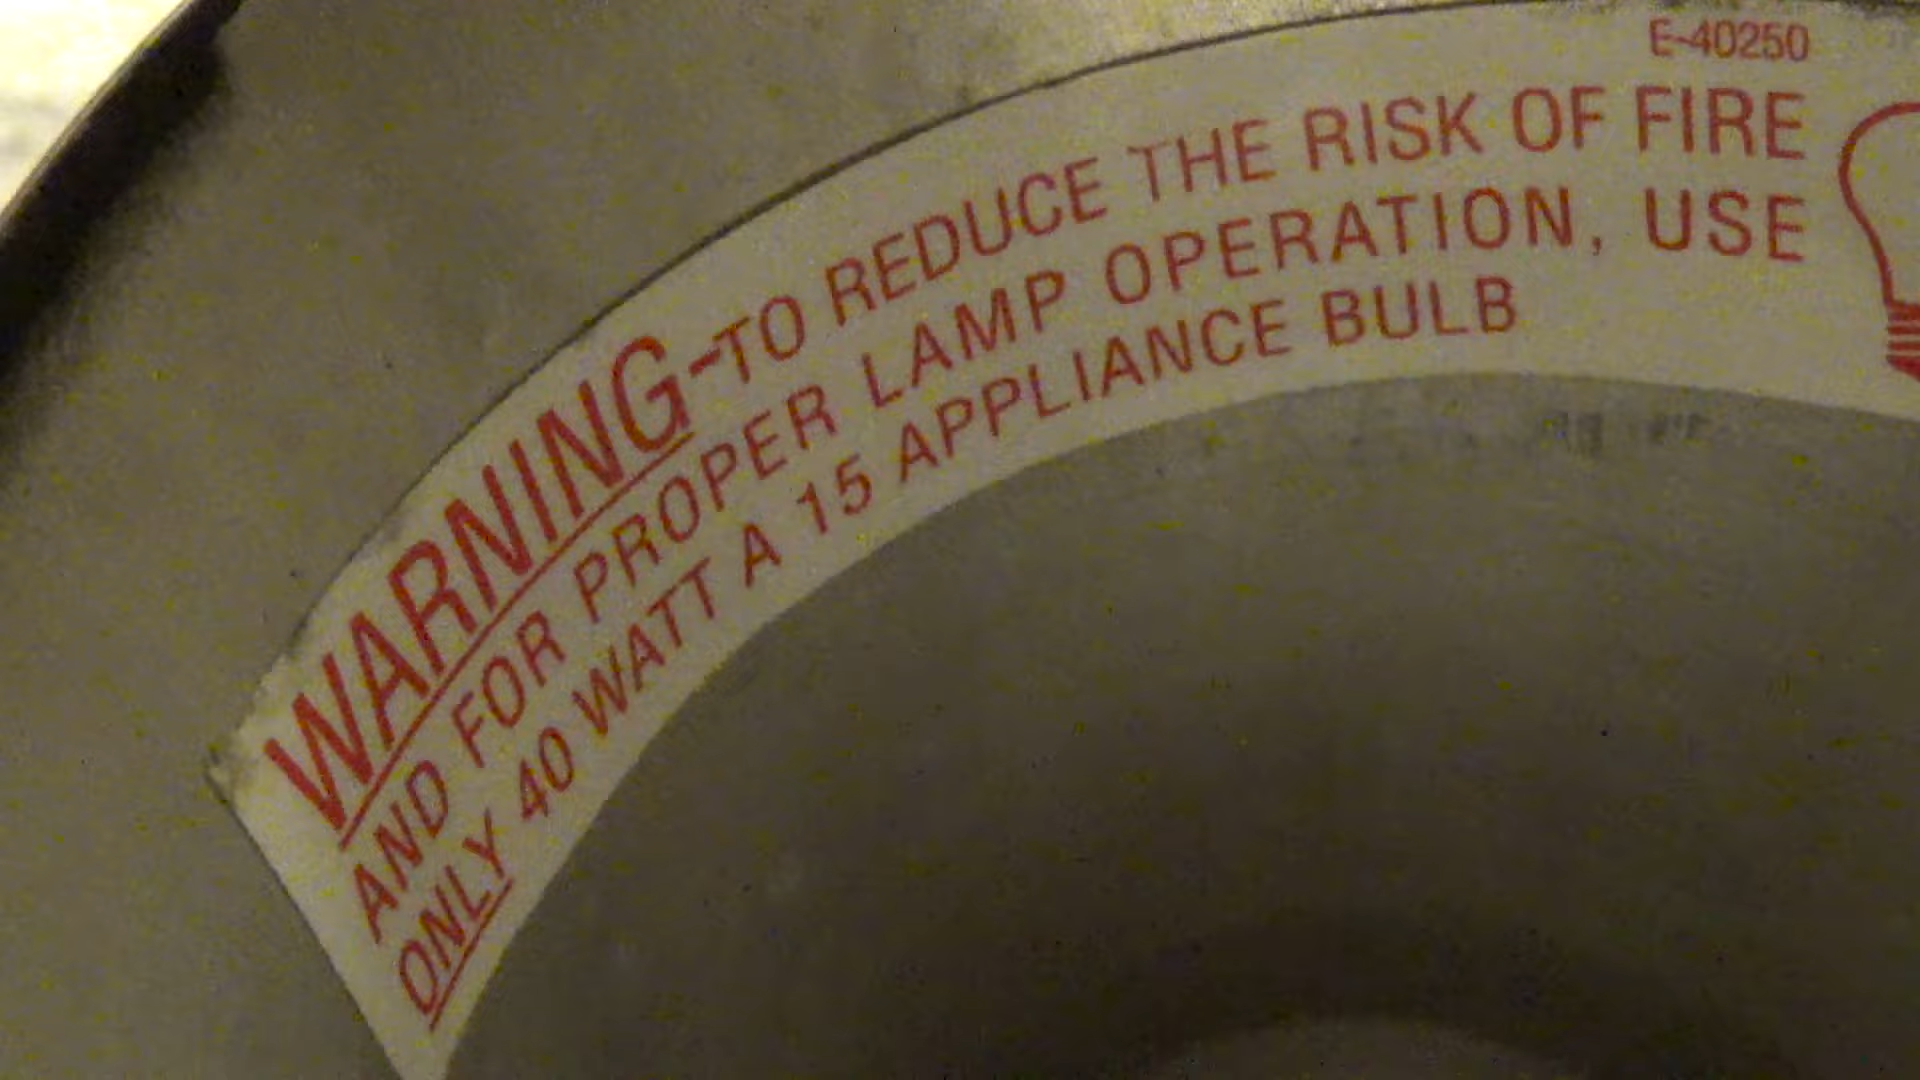 E-40250
WARNING-TO REDUCE THE RISK OF FIRE
AND FOR PROPER LAMP OPERATION, USE
ONLY 40 WATT A 15 APPLIANCE BULB